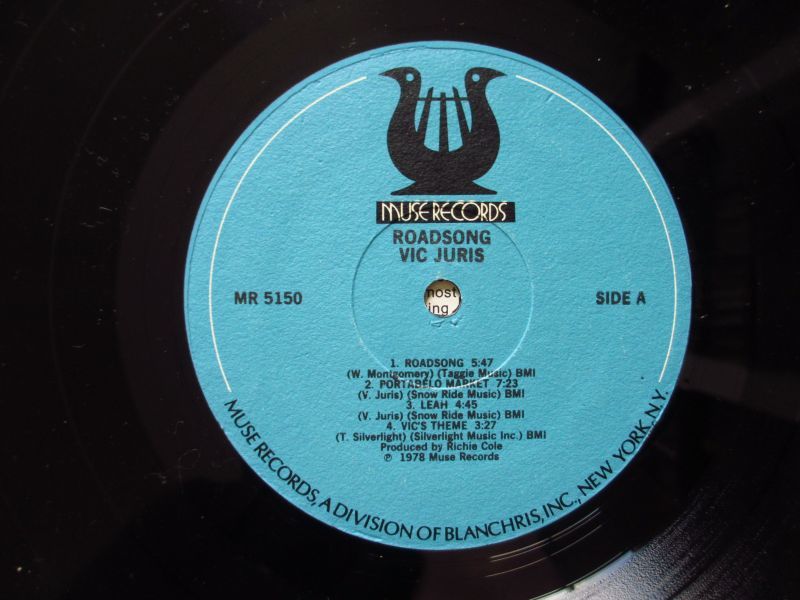 MUSE RECORDS
ROADSONG
VIC JURIS
MR 5150
SIDE A
nost
ing
1. ROADSONG 5:47
(W. Montgomery) (Taggie Music) BMI
2. PORTABELO MARKET 7:23
(V. Juris) (Snow Ride Music) BMI
3. LEAH 4:45
(V. Juris) (Snow Ride Music) BMI
4. VIC'S THEME 3:27
(T. Silverlight) (Silverlight Music Inc.) BMI
Produced by Richie Cole
℗ 1978 Muse Records
MUSE RECORDS, A DIVISION OF BLANCHRIS, INC., NEW YORK, N.Y.